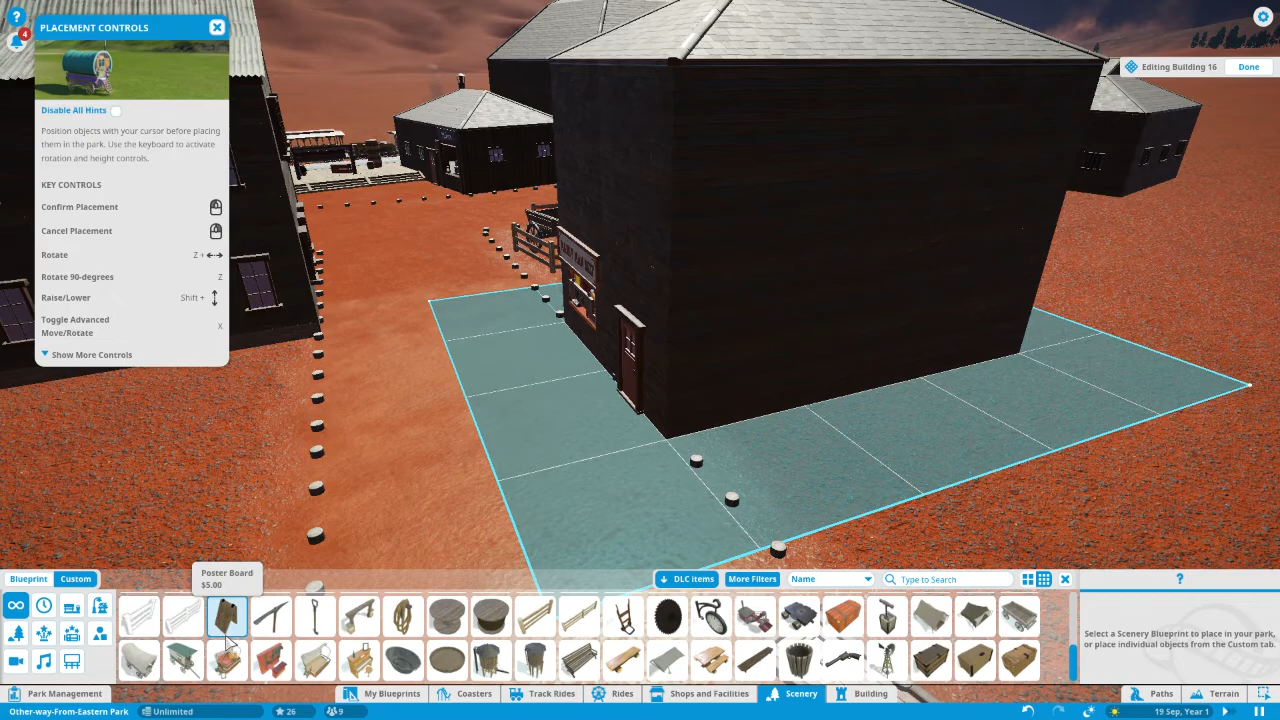 ?
4
PLACEMENT CONTROLS
Disable All Hints
Position objects with your cursor before placing
them in the park. Use the keyboard to activate
rotation and height controls.
KEY CONTROLS
Confirm Placement
Cancel Placement
Rotate Z +
Rotate 90-degrees Z
Raise/Lower Shift +
Toggle Advanced
Move/Rotate X
Show More Controls
Editing Building 16 Done
Poster Board
$5.00
Blueprint Custom
DLC items More Filters Name Type to Search
?
Select a Scenery Blueprint to place in your park,
or place individual objects from the Custom tab.
Park Management My Blueprints Coasters Track Rides Rides Shops and Facilities Scenery Building Paths Terrain
Other-way-From-Eastern Park Unlimited 26 9 19 Sep, Year 1